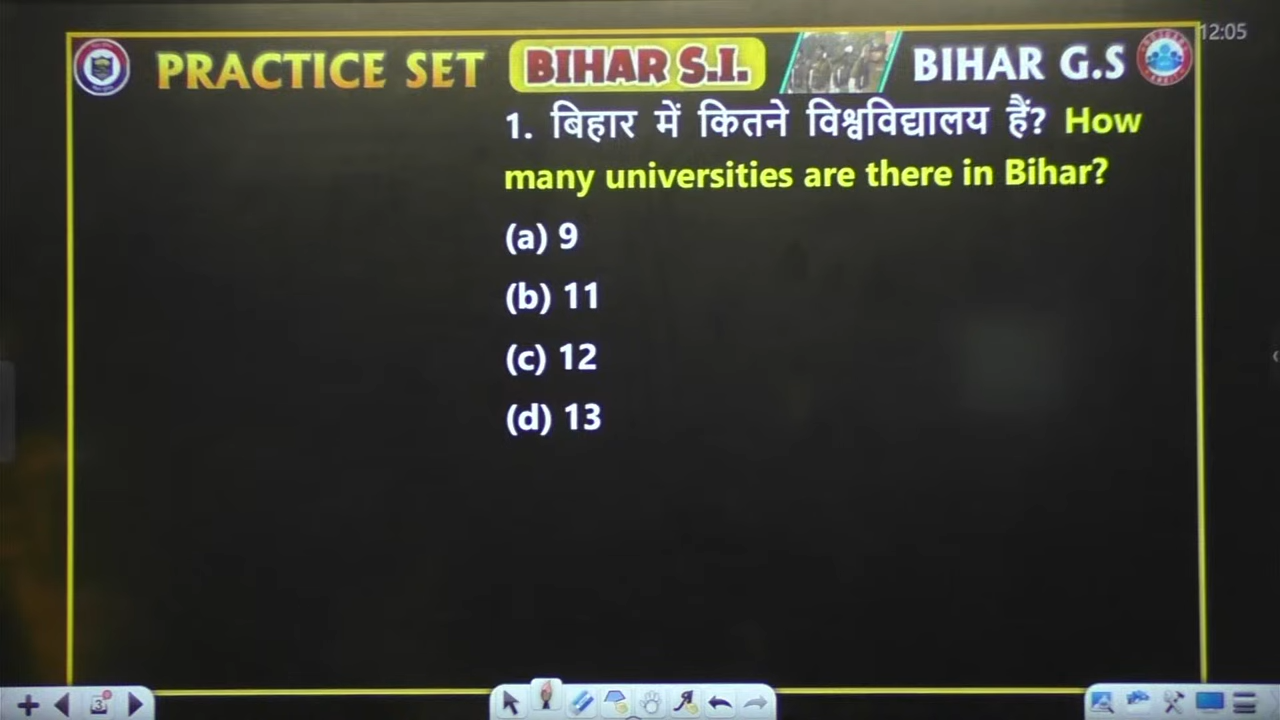 12:05
PRACTICE SET BIHAR S.I. BIHAR G.S
1. बिहार में कितने विश्वविद्यालय हैं? How
many universities are there in Bihar?
(a) 9
(b) 11
(c) 12
(d) 13